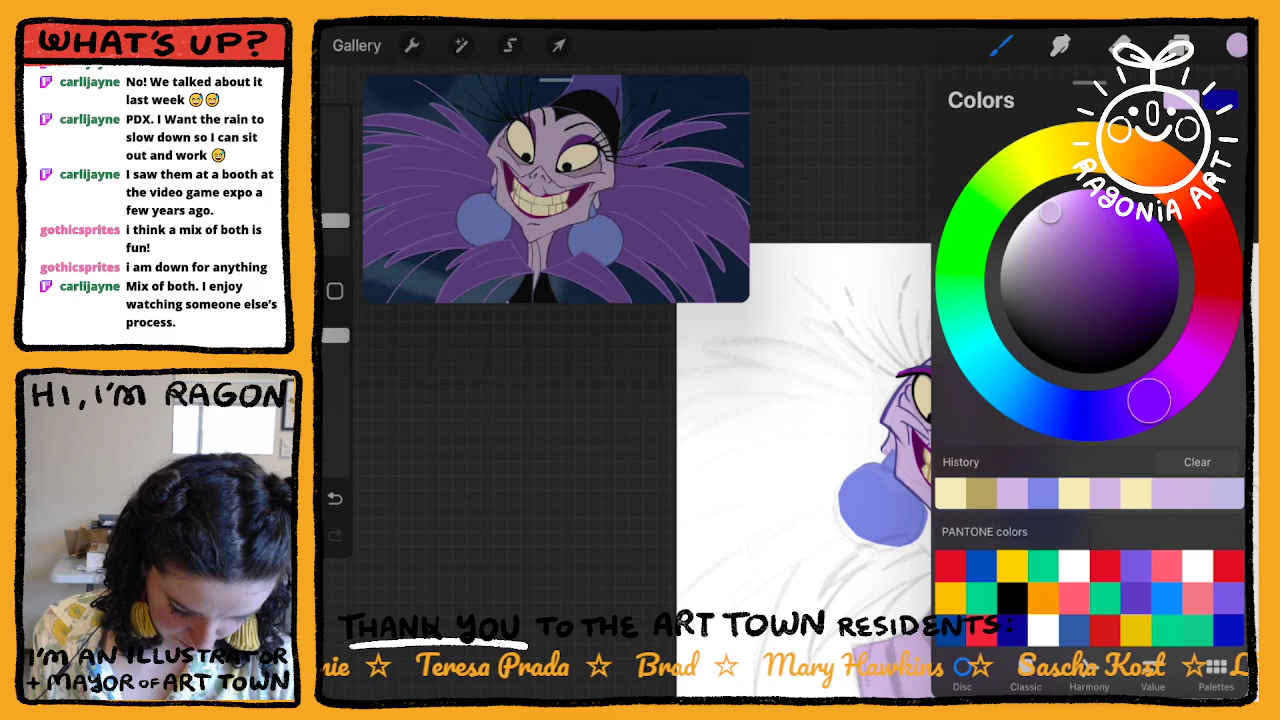 WHAT'S UP?
carlijayne No! We talked about it
last week
carlijayne PDX. I Want the rain to
slow down so I can sit
out and work
carlijayne I saw them at a booth at
the video game expo a
few years ago.
gothicsprites i think a mix of both is
fun!
gothicsprites i am down for anything
carlijayne Mix of both. I enjoy
watching someone else's
process.
HI, I'M RAGON
I'M AN ILLUSTRATOR
+ MAYOR OF ART TOWN
Gallery
Colors
RAGONIA ART
History
Clear
PANTONE colors
THANK YOU TO THE ART TOWN RESIDENTS:
nie ☆ Teresa Prada ☆ Brad ☆ Mary Hawkins ☆ Sascha Kost ☆ L
Disc Classic Harmony Value Palettes